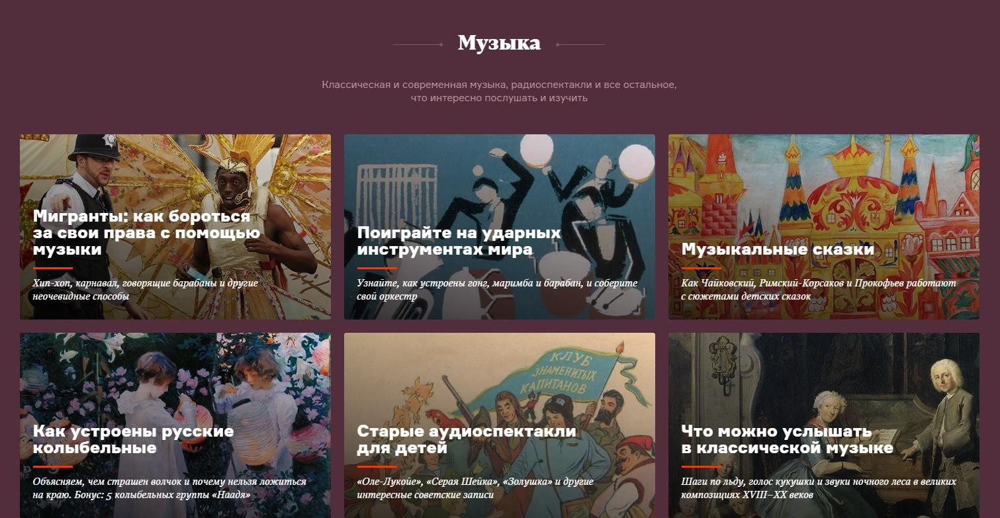 Музыка
Классическая и современная музыка, радиоспектакли и все остальное,
что интересно послушать и изучить
Мигранты: как бороться
за свои права с помощью
музыки
Хип-хоп, карнавал, говорящие барабаны и другие
неочевидные способы
Поиграйте на ударных
инструментах мира
Узнайте, как устроены гонг, маримба и барабан, и соберите
свой оркестр
Музыкальные сказки
Как Чайковский, Римский-Корсаков и Прокофьев работают
с сюжетами детских сказок
Как устроены русские
колыбельные
Объясняем, чем страшен волчок и почему нельзя ложиться
на краю. Бонус: 5 колыбельных группы «Наадя»
КЛУБ
ЗНАМЕНИТЫХ
КАПИТАНОВ
Старые аудиоспектакли
для детей
«Оле-Лукойе», «Серая Шейка», «Золушка» и другие
интересные советские записи
Что можно услышать
в классической музыке
Шаги по льду, голос кукушки и звуки ночного леса в великих
композициях XVIII–XX веков